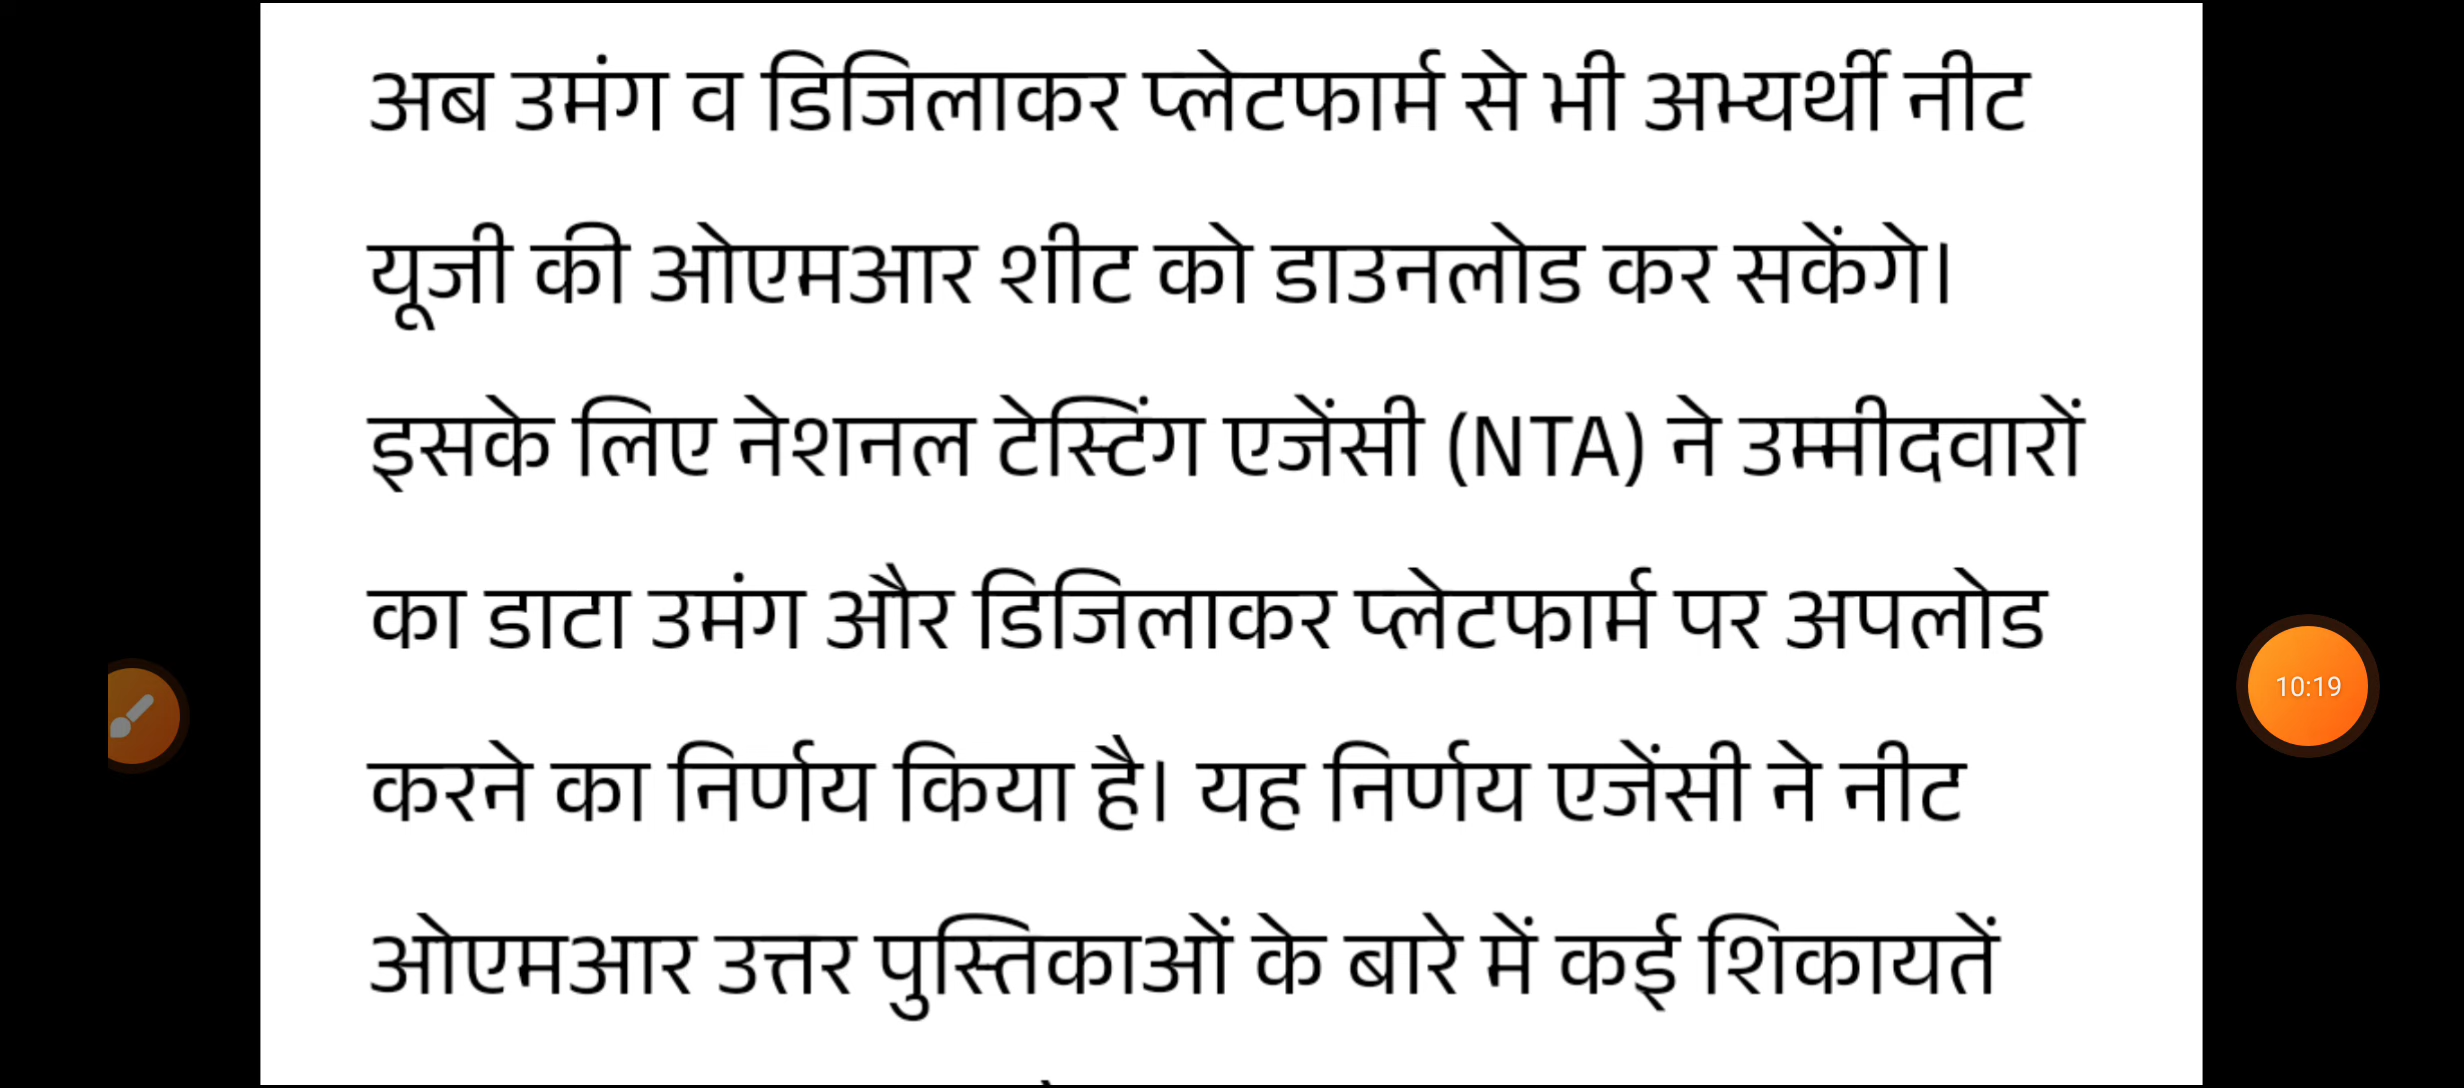 अब उमंग व डिजिलाकर प्लेटफार्म से भी अभ्यर्थी नीट
यूजी की ओएमआर शीट को डाउनलोड कर सकेंगे।
इसके लिए नेशनल टेस्टिंग एजेंसी (NTA) ने उम्मीदवारों
का डाटा उमंग और डिजिलाकर प्लेटफार्म पर अपलोड
करने का निर्णय किया है। यह निर्णय एजेंसी ने नीट
ओएमआर उत्तर पुस्तिकाओं के बारे में कई शिकायतें
10:19